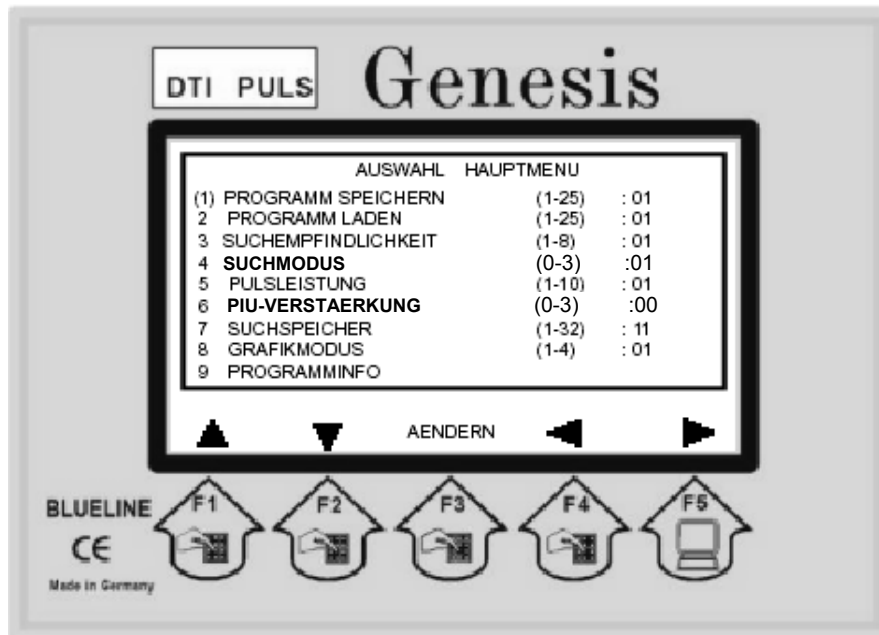 DTI PULS Genesis
AUSWAHL HAUPTMENU
(1) PROGRAMM SPEICHERN (1-25) : 01
2 PROGRAMM LADEN (1-25) : 01
3 SUCHEMPFINDLICHKEIT (1-8) : 01
4 SUCHMODUS (0-3) :01
5 PULSLEISTUNG (1-10) : 01
6 PIU-VERSTAERKUNG (0-3) :00
7 SUCHSPEICHER (1-32) : 11
8 GRAFIKMODUS (1-4) : 01
9 PROGRAMMINFO
AENDERN
F1 F2 F3 F4 F5
BLUELINE
CE
Made in Germany